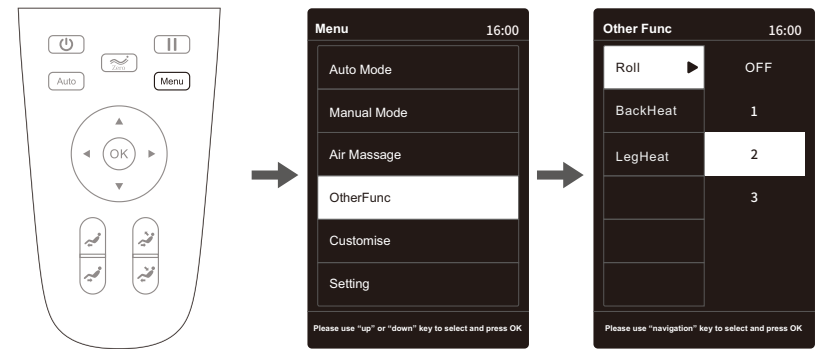 Zero
Auto
Menu
OK
Menu 16:00
Auto Mode
Manual Mode
Air Massage
OtherFunc
Customise
Setting
Please use “up” or “down” key to select and press OK
Other Func 16:00
Roll OFF
BackHeat 1
LegHeat 2
3
Please use “navigation” key to select and press OK